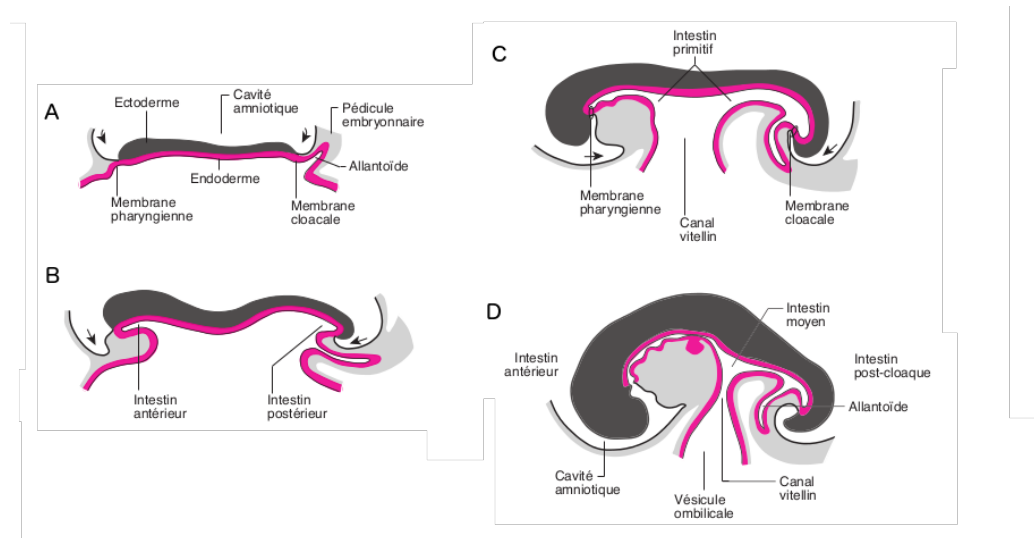 A
Ectoderme
Cavité
amniotique
Pédicule
embryonnaire
Allantoïde
Endoderme
Membrane
pharyngienne
Membrane
cloacale
B
Intestin
antérieur
Intestin
postérieur
C
Intestin
primitif
Membrane
pharyngienne
Canal
vitellin
Membrane
cloacale
D
Intestin
moyen
Intestin
antérieur
Intestin
post-cloaque
Allantoïde
Cavité
amniotique
Vésicule
ombilicale
Canal
vitellin